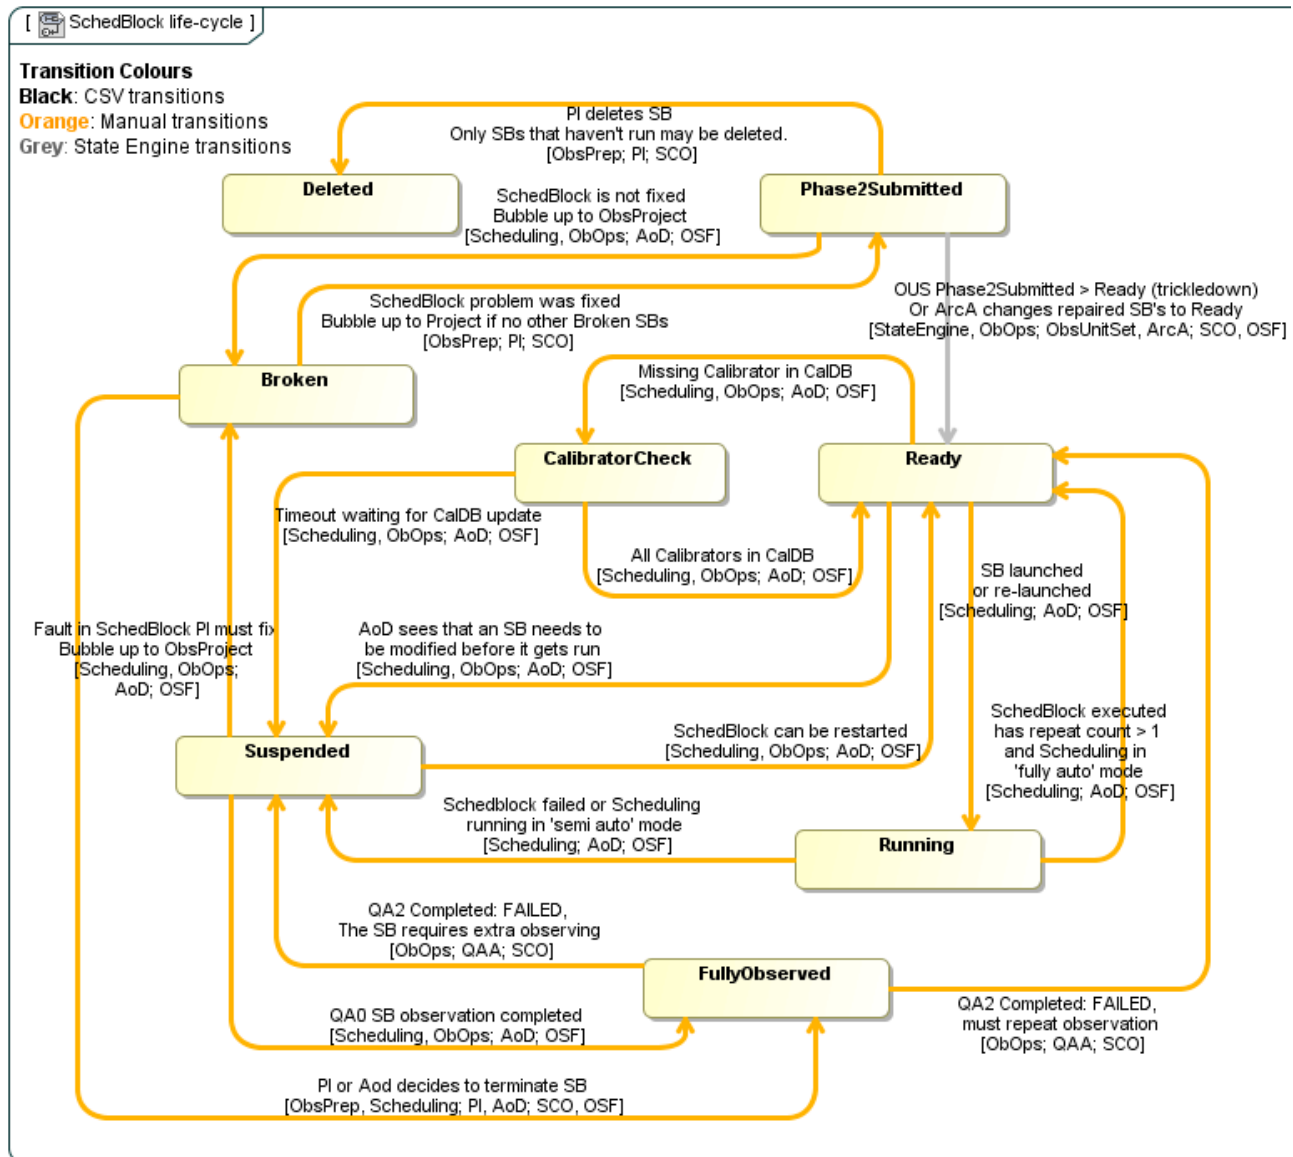 [ SchedBlock life-cycle ]
Transition Colours
Black: CSV transitions
Orange: Manual transitions
Grey: State Engine transitions
PI deletes SB
Only SBs that haven't run may be deleted.
[ObsPrep; PI; SCO]
Deleted
Phase2Submitted
SchedBlock is not fixed
Bubble up to ObsProject
[Scheduling, ObOps; AoD; OSF]
SchedBlock problem was fixed
Bubble up to Project if no other Broken SBs
[ObsPrep; PI; SCO]
OUS Phase2Submitted > Ready (trickledown)
Or ArcA changes repaired SB's to Ready
[StateEngine, ObOps; ObsUnitSet, ArcA; SCO, OSF]
Broken
Missing Calibrator in CalDB
[Scheduling, ObOps; AoD; OSF]
CalibratorCheck
Ready
Timeout waiting for CalDB update
[Scheduling, ObOps; AoD; OSF]
All Calibrators in CalDB
[Scheduling, ObOps; AoD; OSF]
SB launched
or re-launched
[Scheduling; AoD; OSF]
Fault in SchedBlock PI must fix
Bubble up to ObsProject
[Scheduling, ObOps;
AoD; OSF]
AoD sees that an SB needs to
be modified before it gets run
[Scheduling, ObOps; AoD; OSF]
Suspended
SchedBlock can be restarted
[Scheduling, ObOps; AoD; OSF]
SchedBlock executed
has repeat count > 1
and Scheduling in
'fully auto' mode
[Scheduling; AoD; OSF]
Schedblock failed or Scheduling
running in 'semi auto' mode
[Scheduling; AoD; OSF]
Running
QA2 Completed: FAILED,
The SB requires extra observing
[ObOps; QAA; SCO]
FullyObserved
QA0 SB observation completed
[Scheduling, ObOps; AoD; OSF]
QA2 Completed: FAILED,
must repeat observation
[ObOps; QAA; SCO]
PI or Aod decides to terminate SB
[ObsPrep, Scheduling; PI, AoD; SCO, OSF]